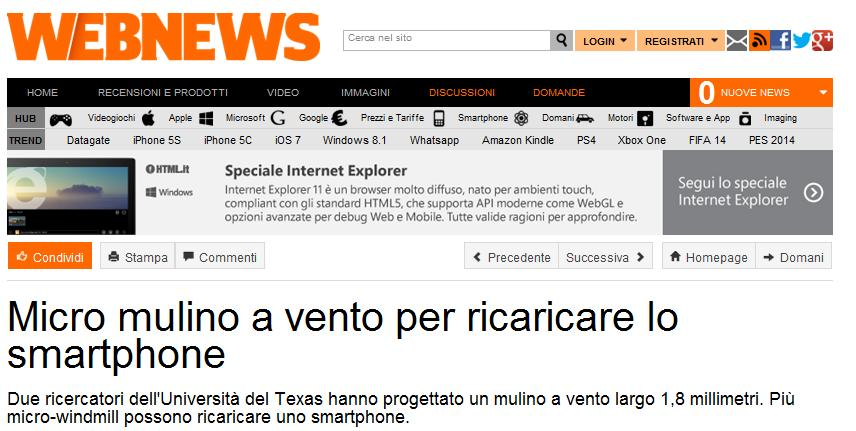 WEBNEWS
Cerca nel sito
LOGIN
REGISTRATI
HOME RECENSIONI E PRODOTTI VIDEO IMMAGINI DISCUSSIONI DOMANDE 0 NUOVE NEWS
HUB Videogiochi Apple Microsoft Google Prezzi e Tariffe Smartphone Domani Motori Software e App Imaging
TREND Datagate iPhone 5S iPhone 5C iOS 7 Windows 8.1 Whatsapp Amazon Kindle PS4 Xbox One FIFA 14 PES 2014
HTML.it
Windows
Speciale Internet Explorer
Internet Explorer 11 è un browser molto diffuso, nato per ambienti touch,
compliant con gli standard HTML5, che supporta API moderne come WebGL e
opzioni avanzate per debug Web e Mobile. Tutte valide ragioni per approfondire.
Segui lo speciale
Internet Explorer
Condividi Stampa Commenti Precedente Successiva Homepage Domani
Micro mulino a vento per ricaricare lo
smartphone
Due ricercatori dell'Università del Texas hanno progettato un mulino a vento largo 1,8 millimetri. Più
micro-windmill possono ricaricare uno smartphone.